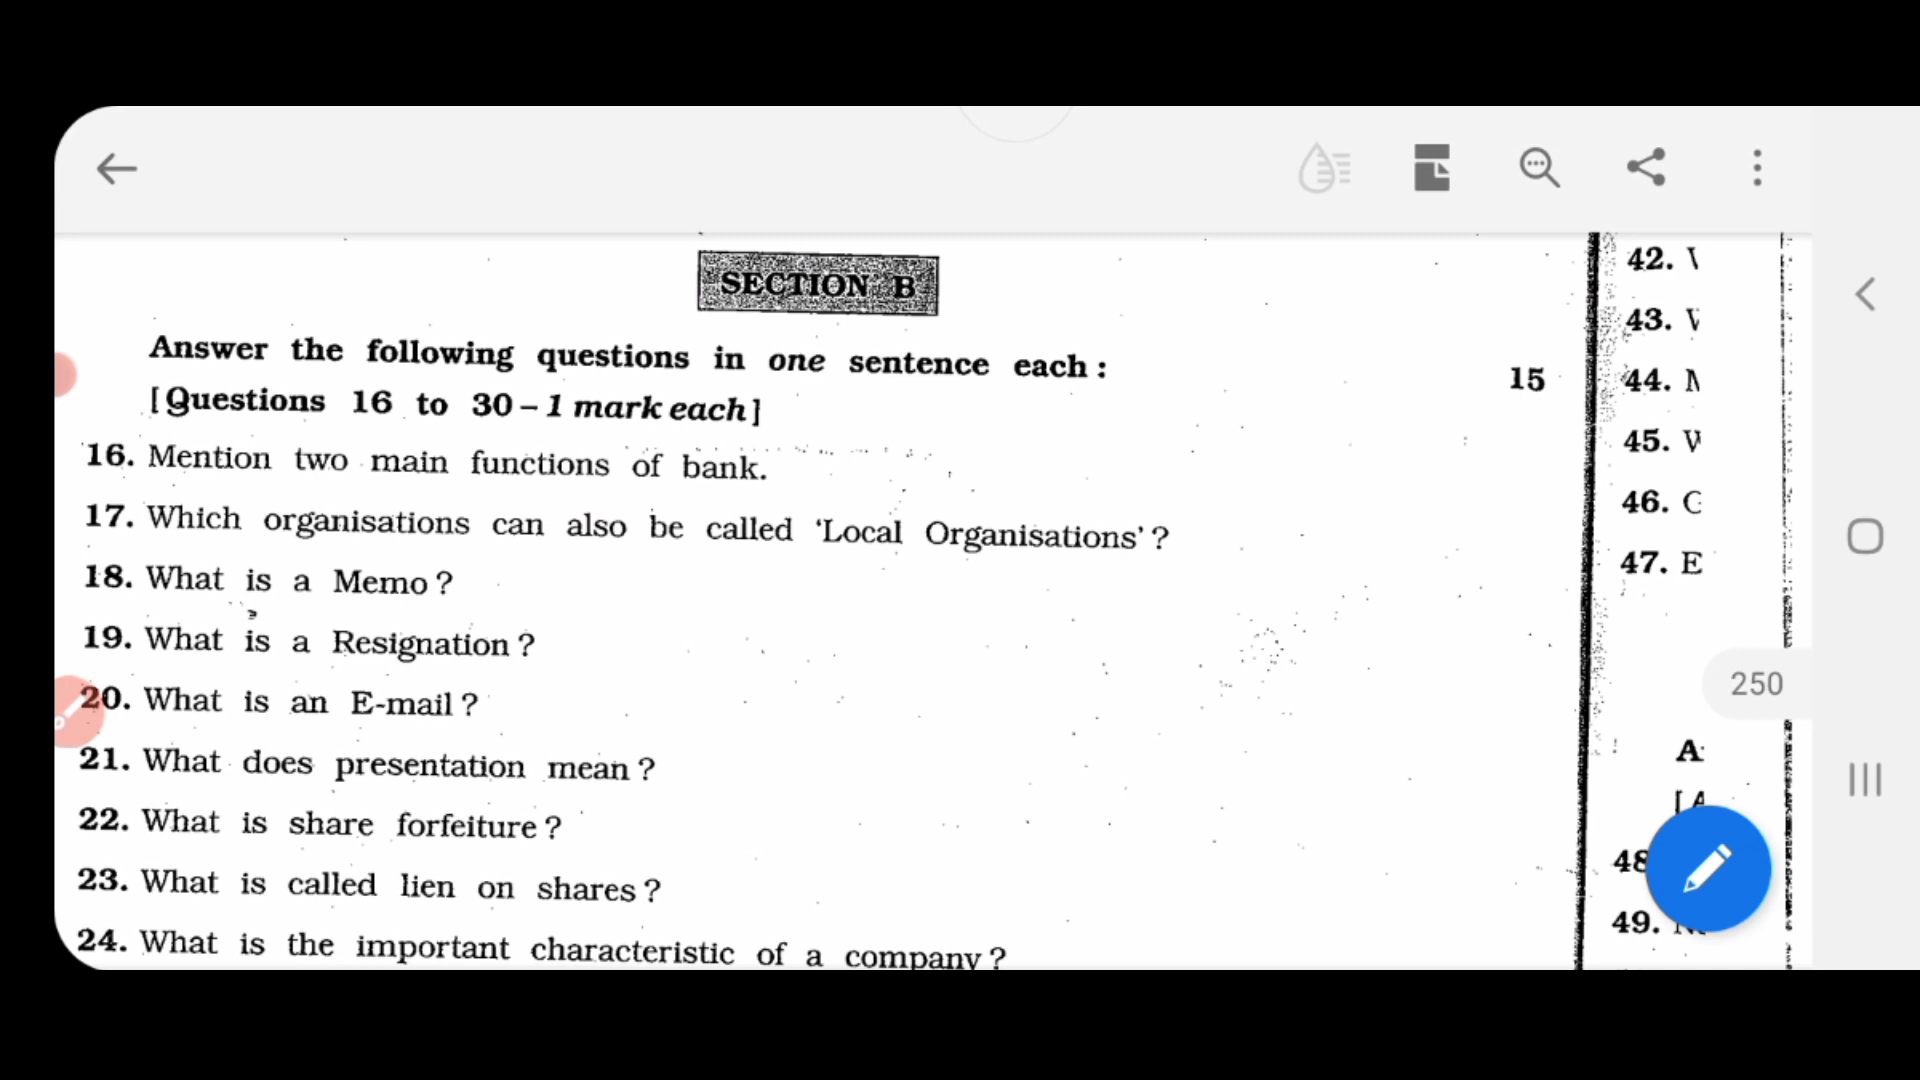 SECTION B
Answer the following questions in one sentence each :
15
[ Questions 16 to 30 – 1 mark each ]
16. Mention two main functions of bank.
17. Which organisations can also be called ‘Local Organisations’ ?
18. What is a Memo ?
19. What is a Resignation ?
20. What is an E-mail ?
21. What does presentation mean ?
22. What is share forfeiture ?
23. What is called lien on shares ?
24. What is the important characteristic of a company ?
42.
43.
44.
45.
46.
47. E
250
48
49.